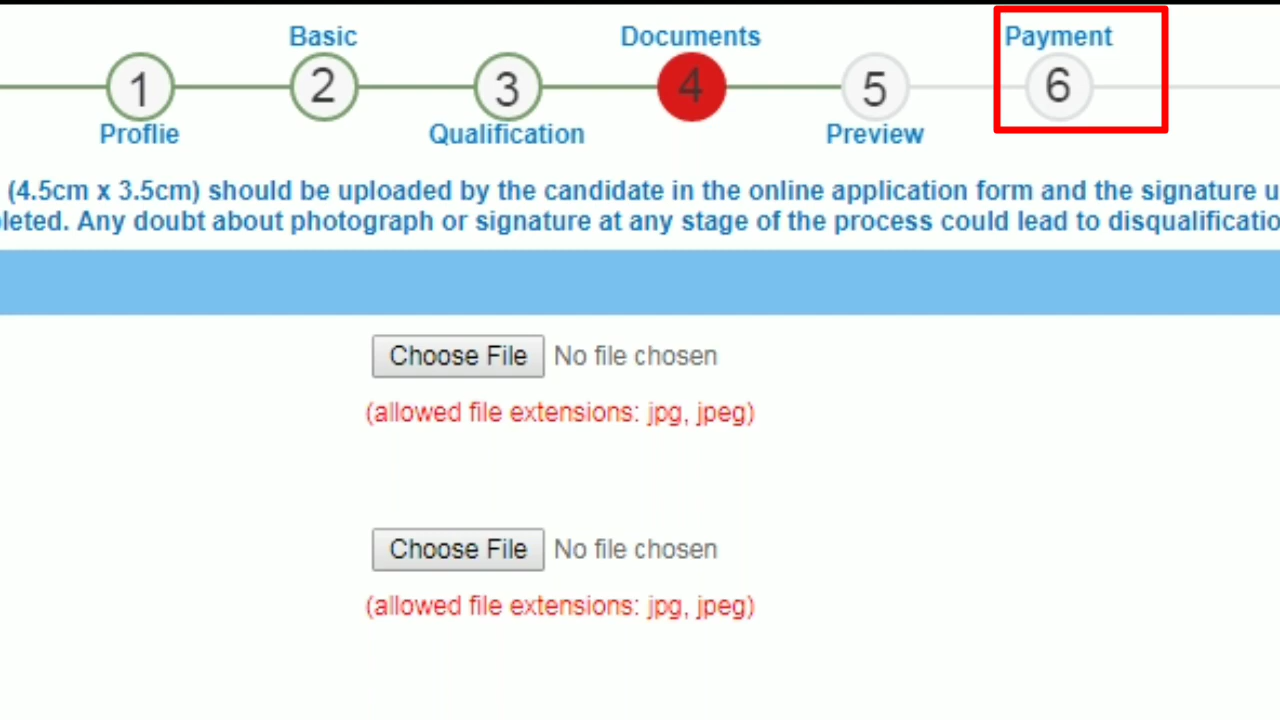 Basic Documents Payment
1 2 3 4 5 6
Proflie Qualification Preview
(4.5cm x 3.5cm) should be uploaded by the candidate in the online application form and the signature u
leted. Any doubt about photograph or signature at any stage of the process could lead to disqualificatio
Choose File No file chosen
(allowed file extensions: jpg, jpeg)
Choose File No file chosen
(allowed file extensions: jpg, jpeg)